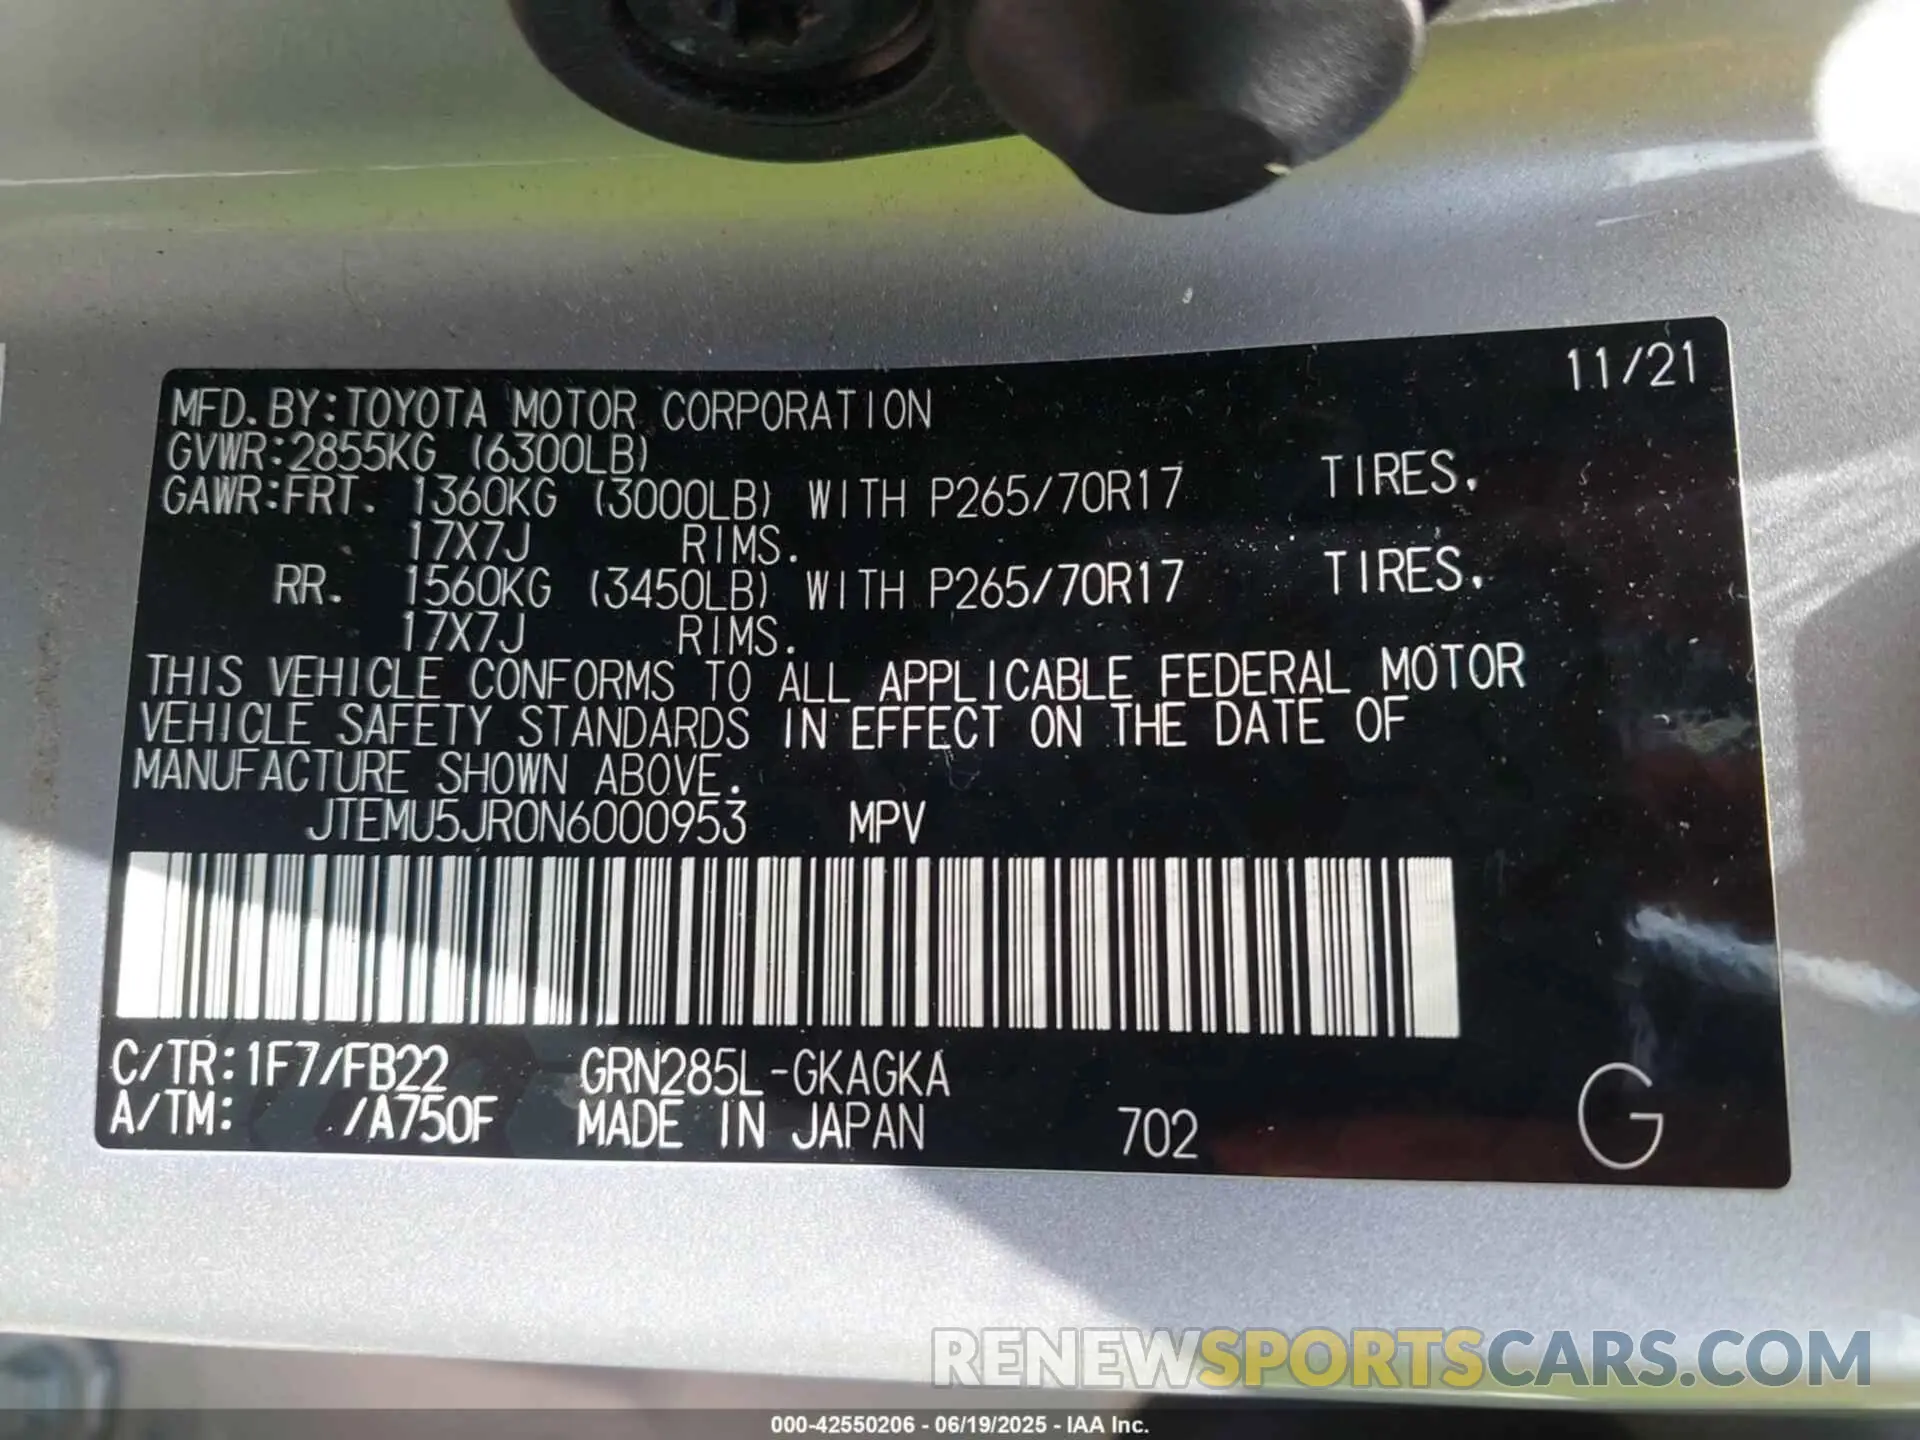 11/21
MFD. BY:TOYOTA MOTOR CORPORATION
GVWR:2855KG (6300LB)
GAWR:FRT. 1360KG (3000LB) WITH P265/70R17 TIRES,
17X7J RIMS.
RR. 1560KG (3450LB) WITH P265/70R17 TIRES,
17X7J RIMS.
THIS VEHICLE CONFORMS TO ALL APPLICABLE FEDERAL MOTOR
VEHICLE SAFETY STANDARDS IN EFFECT ON THE DATE OF
MANUFACTURE SHOWN ABOVE.
JTEMU5JR0N6000953 MPV
C/TR:1F7/FB22 GRN285L-GKAGKA
A/TM: /A750F MADE IN JAPAN 702 G
RENEWSPORTSCARS.COM
000-42550206 - 06/19/2025 - IAA Inc.